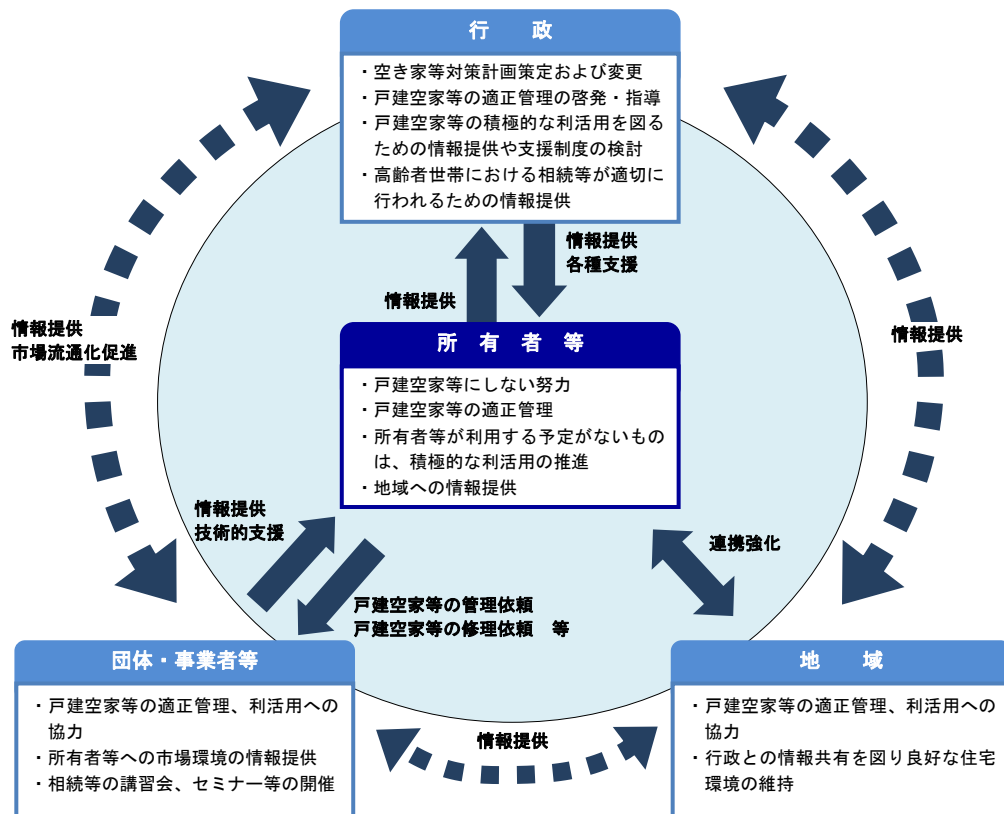 行　政
・空き家等対策計画策定および変更
・戸建空家等の適正管理の啓発・指導
・戸建空家等の積極的な利活用を図る
ための情報提供や支援制度の検討
・高齢者世帯における相続等が適切に
行われるための情報提供
情報提供
各種支援
情報提供
情報提供
市場流通化促進
情報提供
所　有　者　等
・戸建空家等にしない努力
・戸建空家等の適正管理
・所有者等が利用する予定がないもの
は、積極的な利活用の推進
・地域への情報提供
情報提供
技術的支援
連携強化
戸建空家等の管理依頼
戸建空家等の修理依頼　等
団体・事業者等
・戸建空家等の適正管理、利活用への
協力
・所有者等への市場環境の情報提供
・相続等の講習会、セミナー等の開催
情報提供
地　域
・戸建空家等の適正管理、利活用への
協力
・行政との情報共有を図り良好な住宅
環境の維持